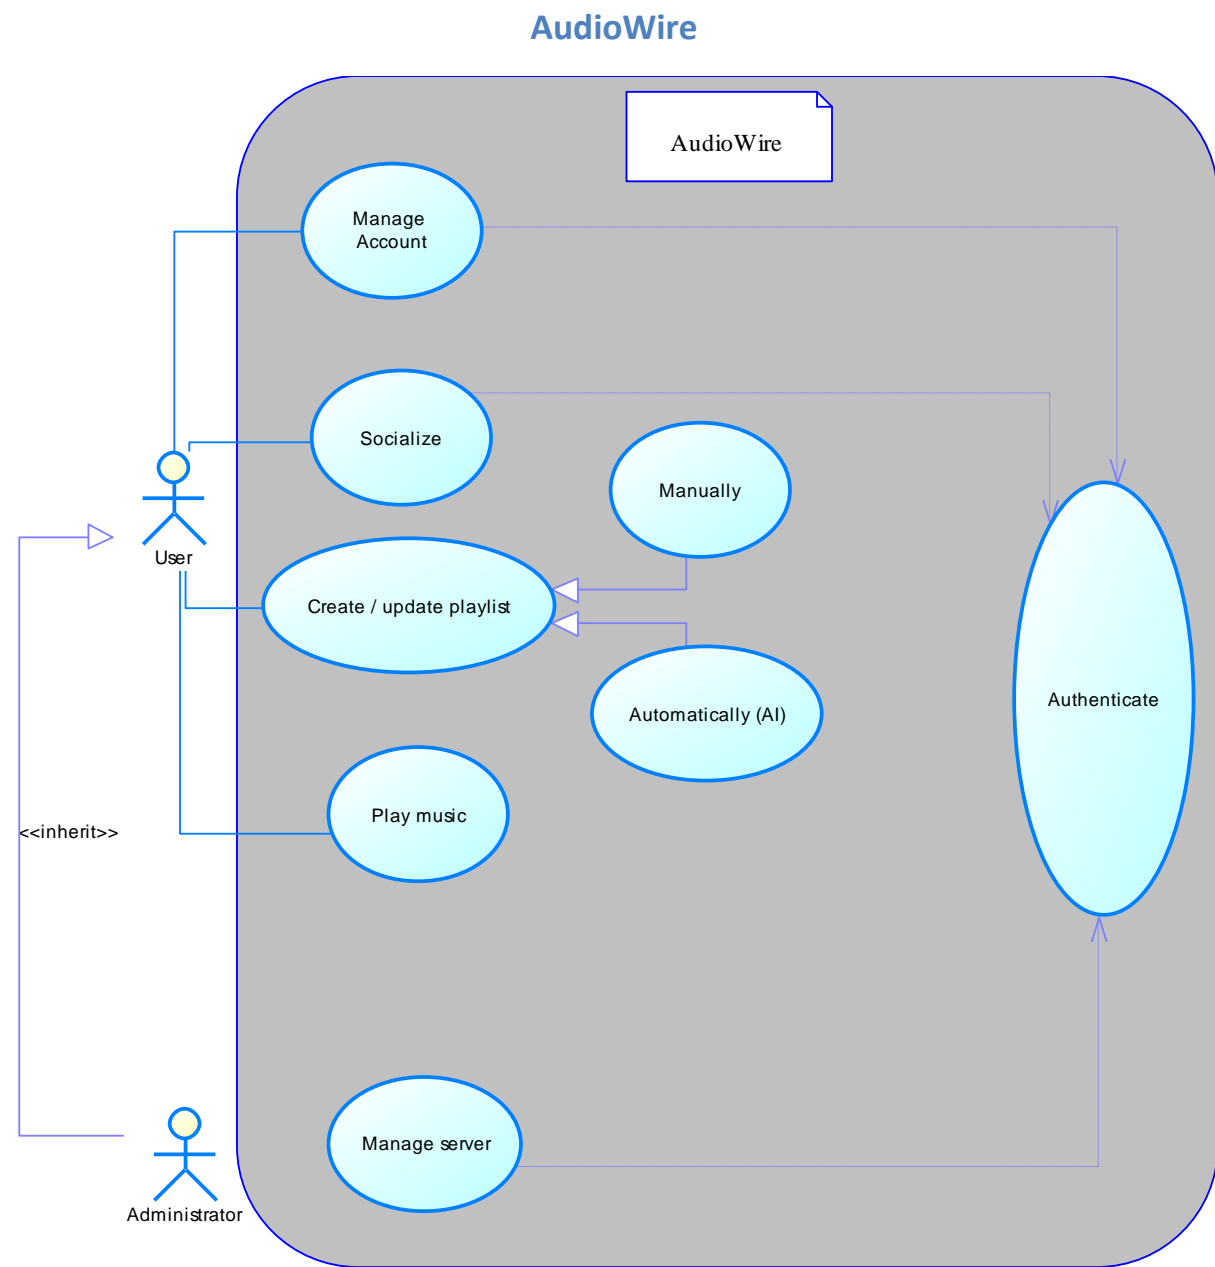 AudioWire
AudioWire
Manage
Account
Socialize
Manually
User
Create / update playlist
Automatically (AI)
Authenticate
Play music
<<inherit>>
Manage server
Administrator